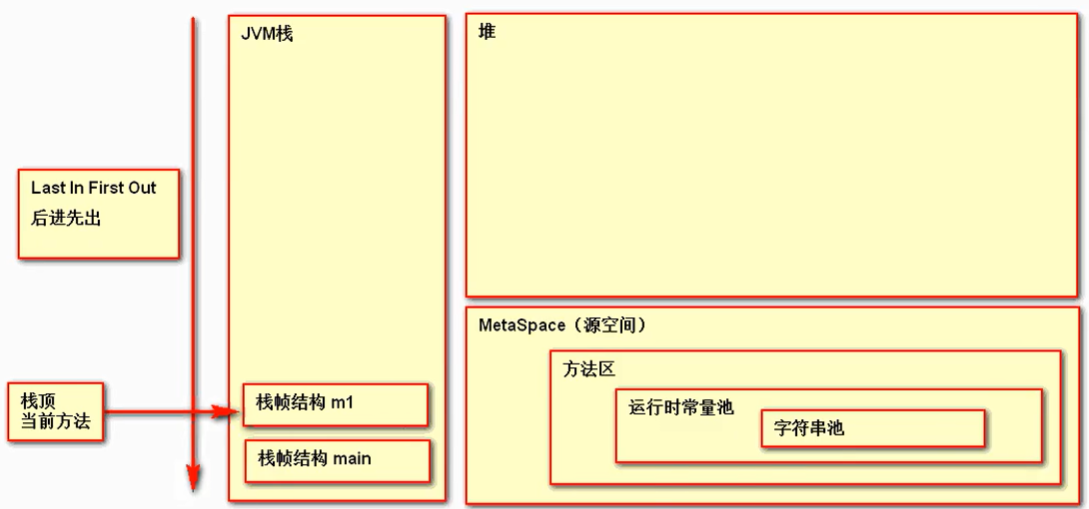 JVM栈
堆
Last In First Out
后进先出
MetaSpace（源空间）
方法区
运行时常量池
字符串池
栈顶
当前方法
栈帧结构 m1
栈帧结构 main